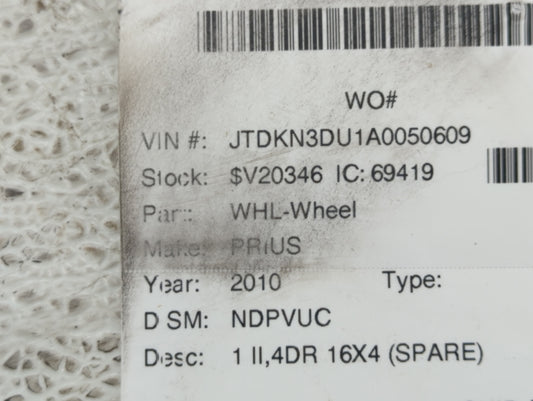 WO#
VIN #: JTDKN3DU1A0050609
Stock: $V20346 IC: 69419
Part: WHL-Wheel
Make: PRIUS
Year: 2010 Type:
DSM: NDPVUC
Desc: 1 II,4DR 16X4 (SPARE)